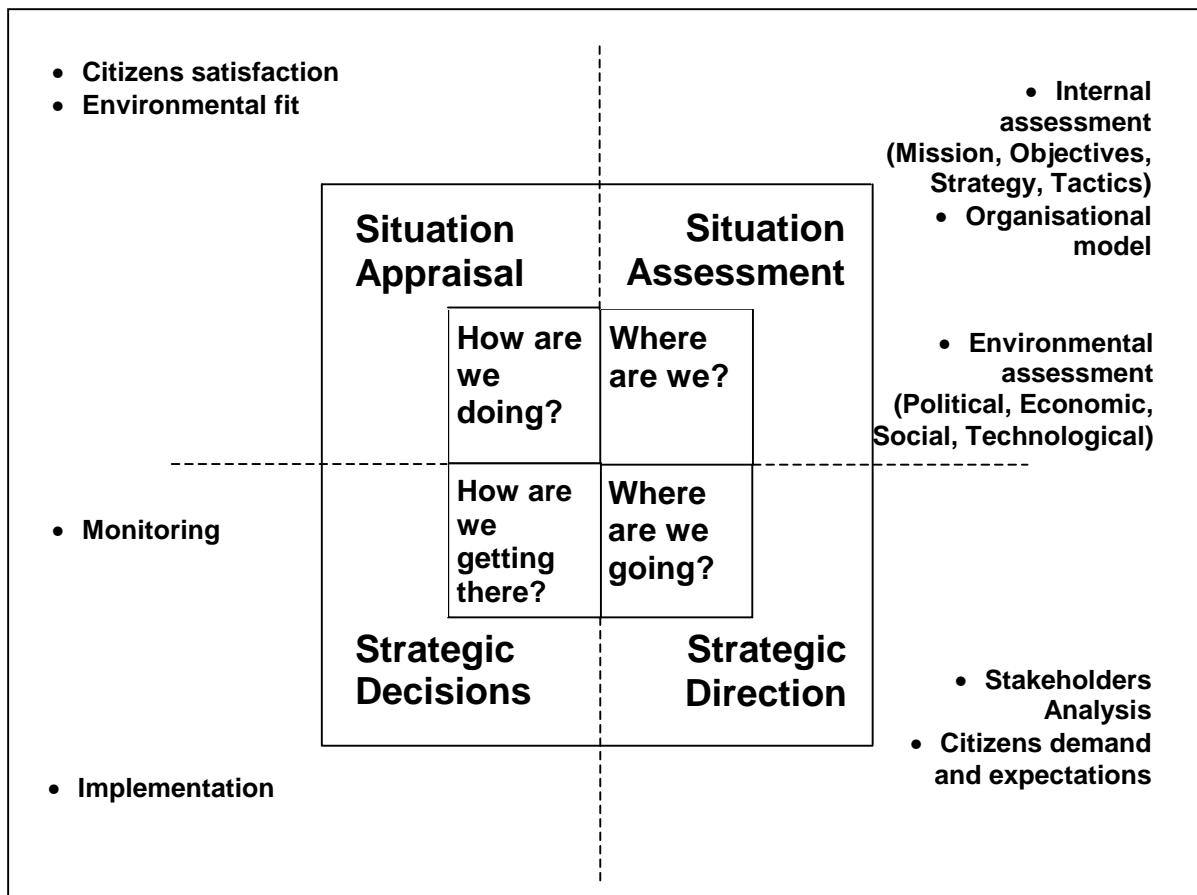 • Citizens satisfaction
• Environmental fit
• Internal
assessment
(Mission, Objectives,
Strategy, Tactics)
• Organisational
model
Situation
Appraisal
Situation
Assessment
How are
we
doing?
Where
are we?
• Environmental
assessment
(Political, Economic,
Social, Technological)
• Monitoring
How are
we
getting
there?
Where
are we
going?
Strategic
Decisions
Strategic
Direction
• Stakeholders
Analysis
• Citizens demand
and expectations
• Implementation